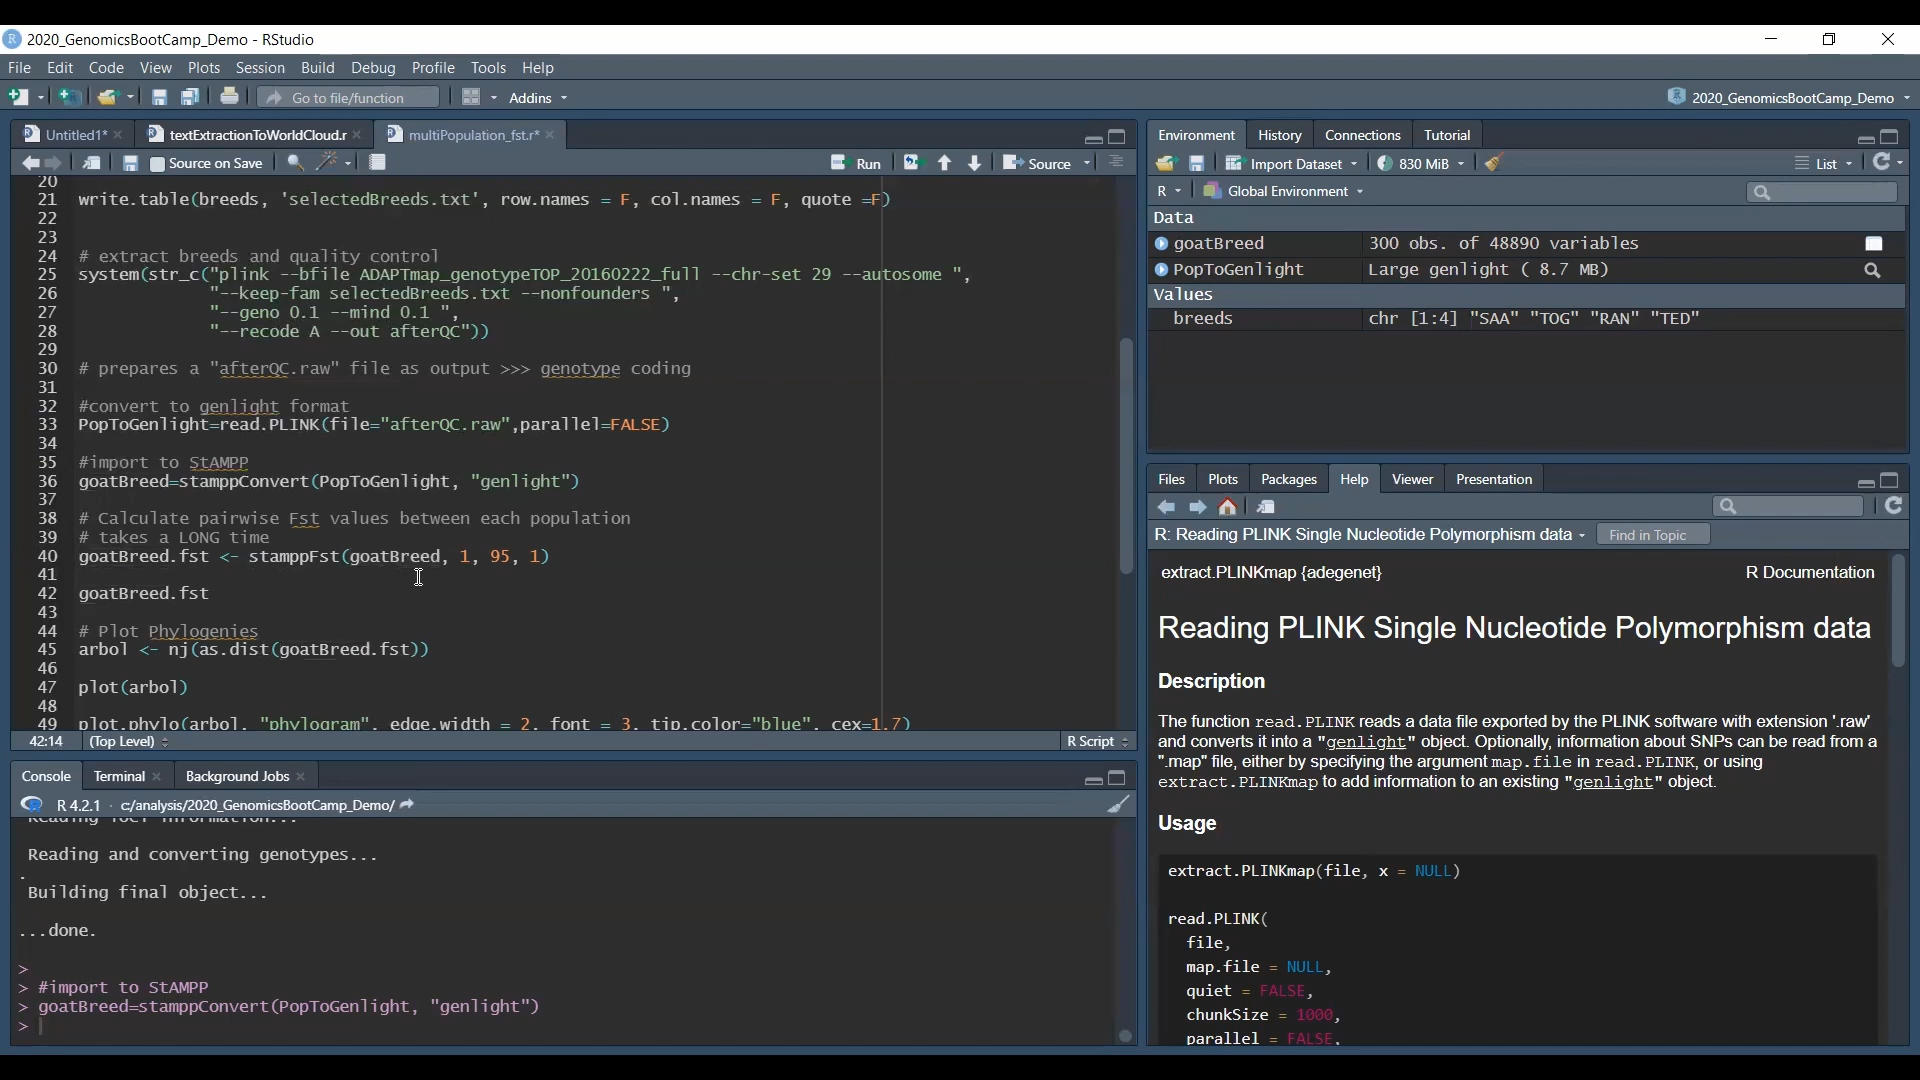 2020_GenomicsBootCamp_Demo - RStudio
File Edit Code View Plots Session Build Debug Profile Tools Help
Go to file/function Addins 2020_GenomicsBootCamp_Demo
Untitled1* textExtractionToWorldCloud.r multiPopulation_fst.r*
Source on Save Run Source
20
21 write.table(breeds, 'selectedBreeds.txt', row.names = F, col.names = F, quote =F)
22
23
24 # extract breeds and quality control
25 system(str_c("plink --bfile ADAPTmap_genotypeTOP_20160222_full --chr-set 29 --autosome ",
26 "--keep-fam selectedBreeds.txt --nonfounders ",
27 "--geno 0.1 --mind 0.1 ",
28 "--recode A --out afterQC"))
29
30 # prepares a "afterQC.raw" file as output >>> genotype coding
31
32 #convert to genlight format
33 PopToGenlight=read.PLINK(file="afterQC.raw",parallel=FALSE)
34
35 #import to StAMPP
36 goatBreed=stamppConvert(PopToGenlight, "genlight")
37
38 # Calculate pairwise Fst values between each population
39 # takes a LONG time
40 goatBreed.fst <- stamppFst(goatBreed, 1, 95, 1)
41
42 goatBreed.fst
43
44 # Plot Phylogenies
45 arbol <- nj(as.dist(goatBreed.fst))
46
47 plot(arbol)
48
49 plot.phylo(arbol, "phylogram", edge.width = 2, font = 3, tip.color="blue", cex=1.7)
42:14 (Top Level) R Script
Console Terminal Background Jobs
R 4.2.1 · c:/analysis/2020_GenomicsBootCamp_Demo/
Reading loci information...
Reading and converting genotypes...
.
Building final object...
...done.
>
> #import to StAMPP
> goatBreed=stamppConvert(PopToGenlight, "genlight")
>
Environment History Connections Tutorial
Import Dataset 830 MiB List
R Global Environment
Data
goatBreed 300 obs. of 48890 variables
PopToGenlight Large genlight ( 8.7 MB)
Values
breeds chr [1:4] "SAA" "TOG" "RAN" "TED"
Files Plots Packages Help Viewer Presentation
R: Reading PLINK Single Nucleotide Polymorphism data Find in Topic
extract.PLINKmap {adegenet} R Documentation
Reading PLINK Single Nucleotide Polymorphism data
Description
The function read.PLINK reads a data file exported by the PLINK software with extension '.raw'
and converts it into a "genlight" object. Optionally, information about SNPs can be read from a
".map" file, either by specifying the argument map.file in read.PLINK, or using
extract.PLINKmap to add information to an existing "genlight" object.
Usage
extract.PLINKmap(file, x = NULL)
read.PLINK(
file,
map.file = NULL,
quiet = FALSE,
chunkSize = 1000,
parallel = FALSE,